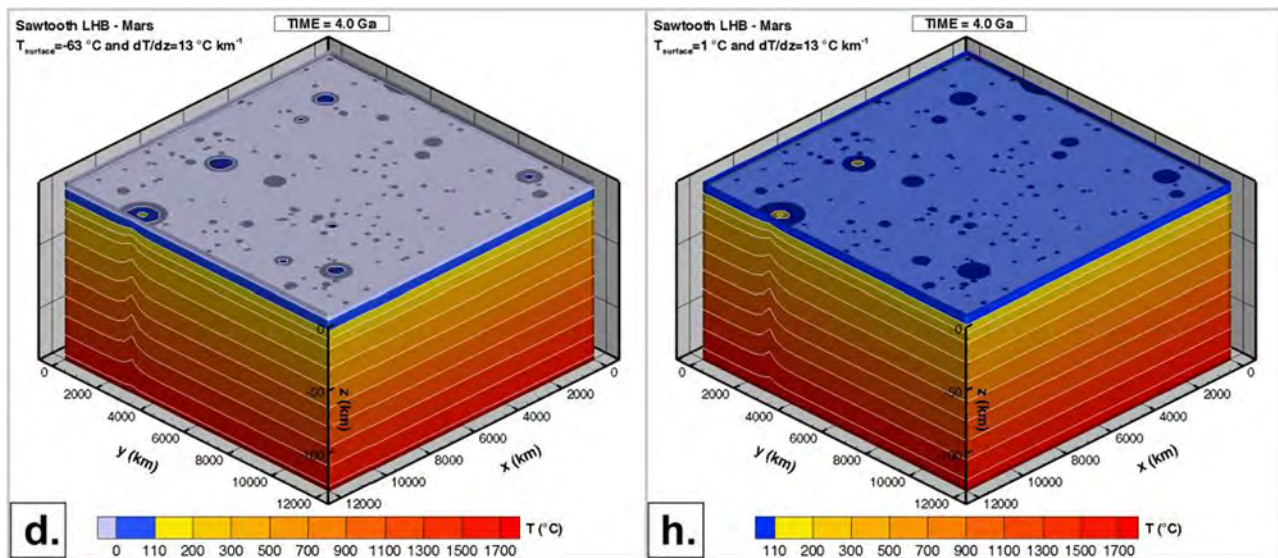 Sawtooth LHB - Mars
TIME = 4.0 Ga
Tsurface=-63 °C and dT/dz=13 °C km-1
0
-50
-100
z (km)
0
2000
4000
6000
8000
10000
12000
y (km)
0
2000
4000
6000
8000
10000
12000
x (km)
d.
0 110 200 300 500 700 900 1100 1300 1500 1700
T (°C)
Sawtooth LHB - Mars
TIME = 4.0 Ga
Tsurface=1 °C and dT/dz=13 °C km-1
0
-50
-100
z (km)
0
2000
4000
6000
8000
10000
12000
y (km)
0
2000
4000
6000
8000
10000
12000
x (km)
h.
110 200 300 500 700 900 1100 1300 1500 1700
T (°C)